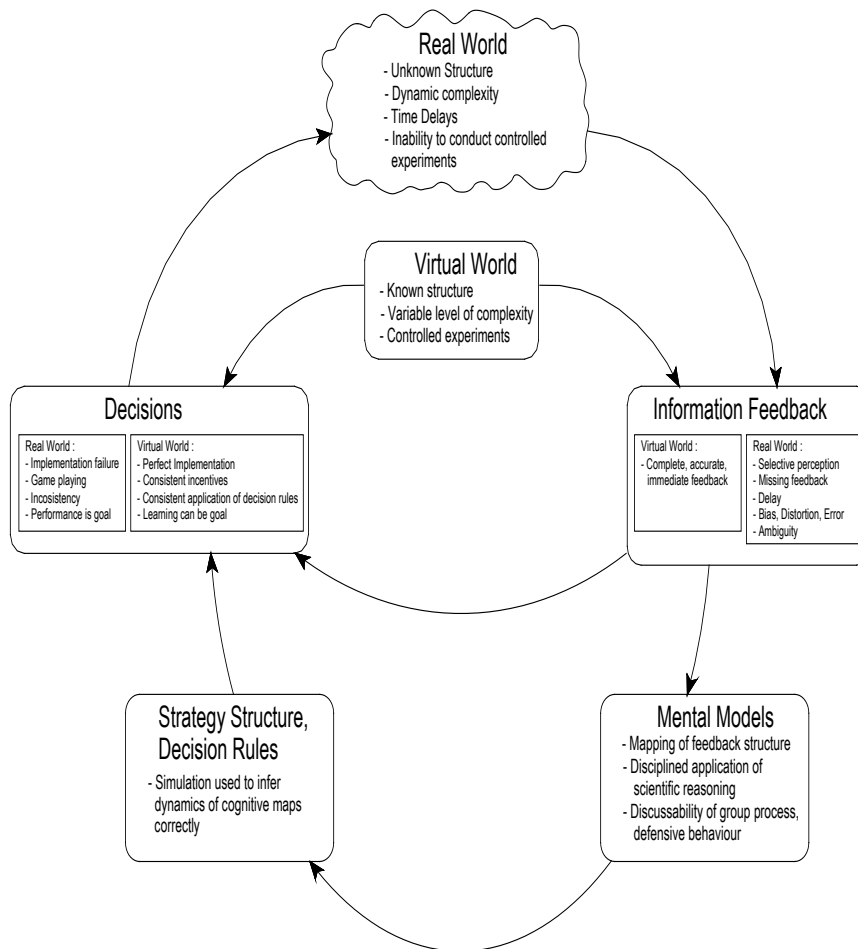 Real World
- Unknown Structure
- Dynamic complexity
- Time Delays
- Inability to conduct controlled
experiments
Virtual World
- Known structure
- Variable level of complexity
- Controlled experiments
Decisions
Real World :
- Implementation failure
- Game playing
- Incosistency
- Performance is goal
Virtual World :
- Perfect Implementation
- Consistent incentives
- Consistent application of decision rules
- Learning can be goal
Information Feedback
Virtual World :
- Complete, accurate,
immediate feedback
Real World :
- Selective perception
- Missing feedback
- Delay
- Bias, Distortion, Error
- Ambiguity
Strategy Structure,
Decision Rules
- Simulation used to infer
dynamics of cognitive maps
correctly
Mental Models
- Mapping of feedback structure
- Disciplined application of
scientific reasoning
- Discussability of group process,
defensive behaviour